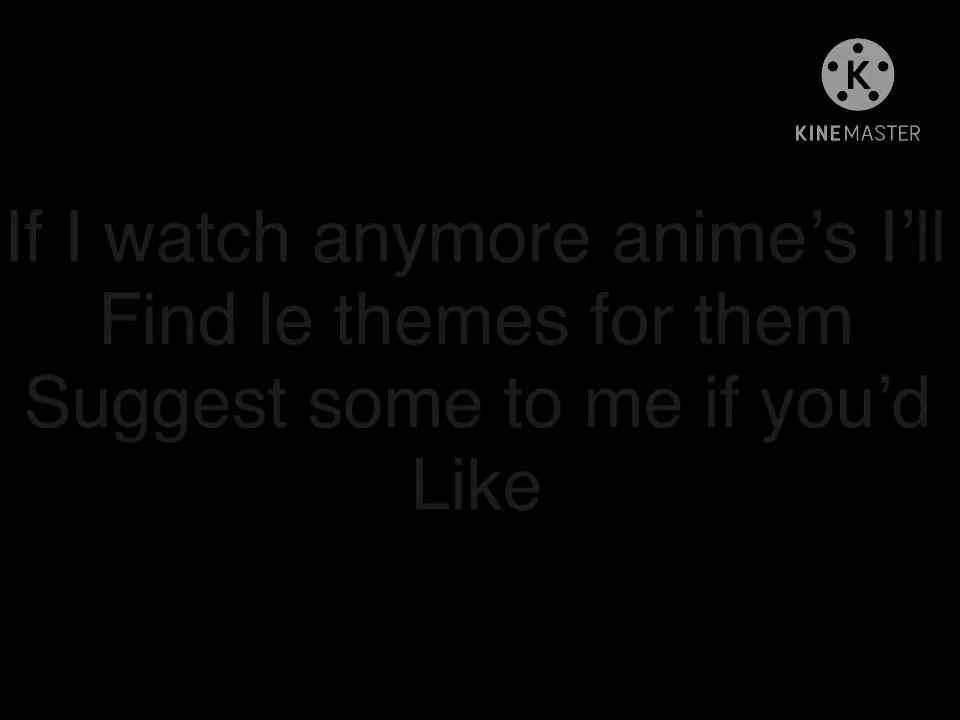 K
KINEMASTER
If I watch anymore anime’s I’ll
Find le themes for them
Suggest some to me if you’d
Like